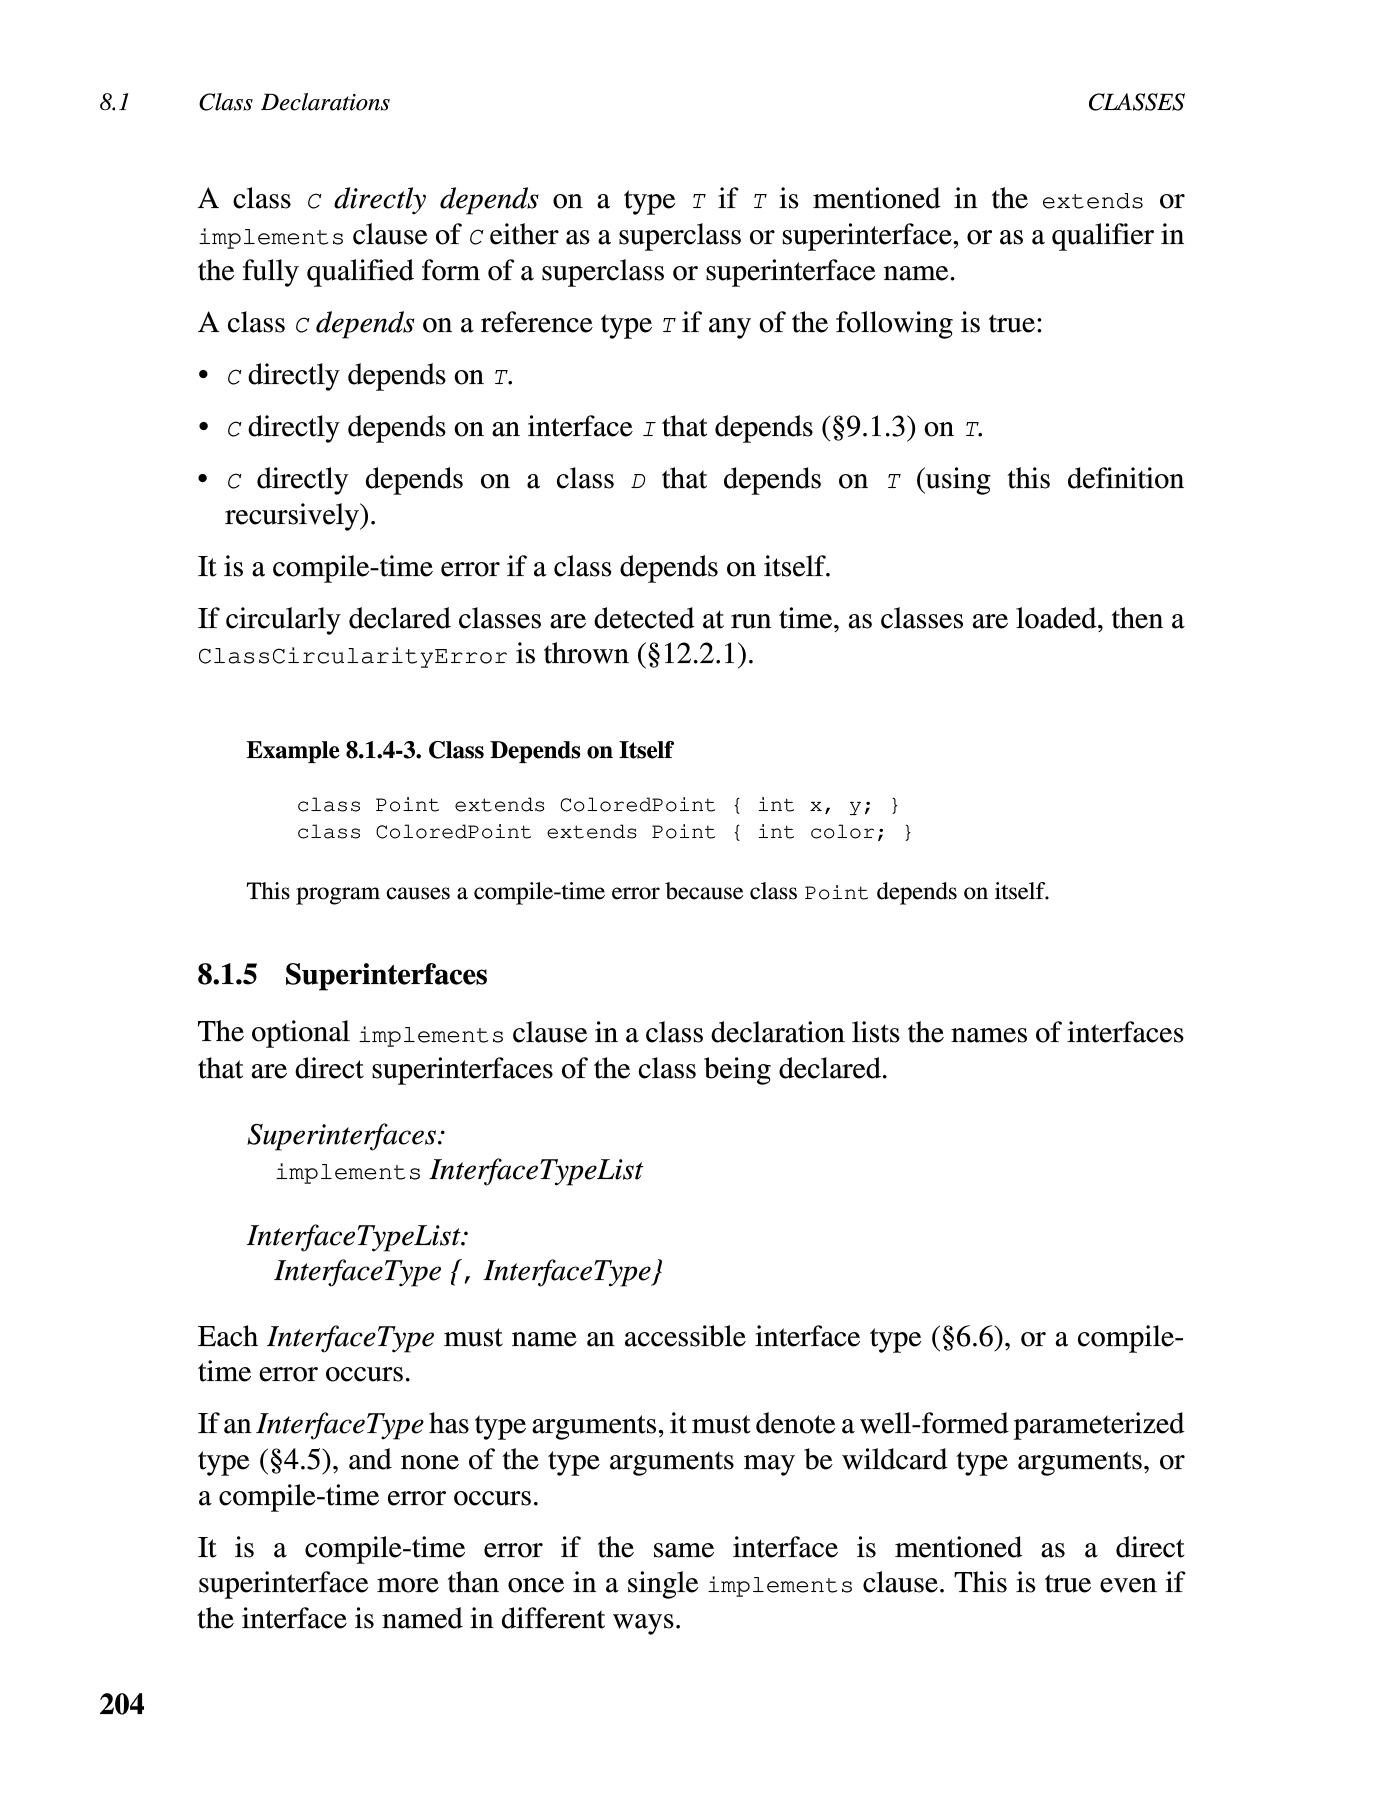 8.1 Class Declarations CLASSES
A class C directly depends on a type T if T is mentioned in the extends or
implements clause of C either as a superclass or superinterface, or as a qualifier in
the fully qualified form of a superclass or superinterface name.
A class C depends on a reference type T if any of the following is true:
• C directly depends on T.
• C directly depends on an interface I that depends (§9.1.3) on T.
• C directly depends on a class D that depends on T (using this definition
recursively).
It is a compile-time error if a class depends on itself.
If circularly declared classes are detected at run time, as classes are loaded, then a
ClassCircularityError is thrown (§12.2.1).
Example 8.1.4-3. Class Depends on Itself
class Point extends ColoredPoint { int x, y; }
class ColoredPoint extends Point { int color; }
This program causes a compile-time error because class Point depends on itself.
8.1.5 Superinterfaces
The optional implements clause in a class declaration lists the names of interfaces
that are direct superinterfaces of the class being declared.
Superinterfaces:
implements InterfaceTypeList
InterfaceTypeList:
InterfaceType {, InterfaceType}
Each InterfaceType must name an accessible interface type (§6.6), or a compile-
time error occurs.
If an InterfaceType has type arguments, it must denote a well-formed parameterized
type (§4.5), and none of the type arguments may be wildcard type arguments, or
a compile-time error occurs.
It is a compile-time error if the same interface is mentioned as a direct
superinterface more than once in a single implements clause. This is true even if
the interface is named in different ways.
204